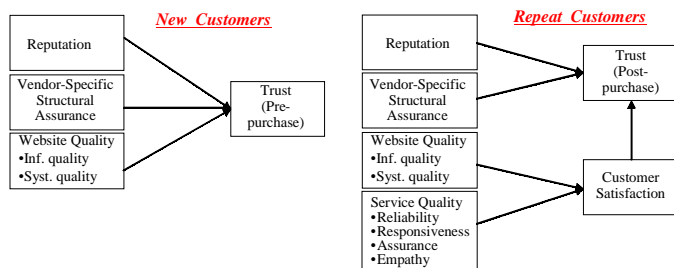 New Customers
Reputation
Vendor-Specific
Structural
Assurance
Website Quality
•Inf. quality
•Syst. quality
Trust
(Pre-
purchase)
Repeat Customers
Reputation
Vendor-Specific
Structural
Assurance
Website Quality
•Inf. quality
•Syst. quality
Service Quality
•Reliability
•Responsiveness
•Assurance
•Empathy
Trust
(Post-
purchase)
Customer
Satisfaction